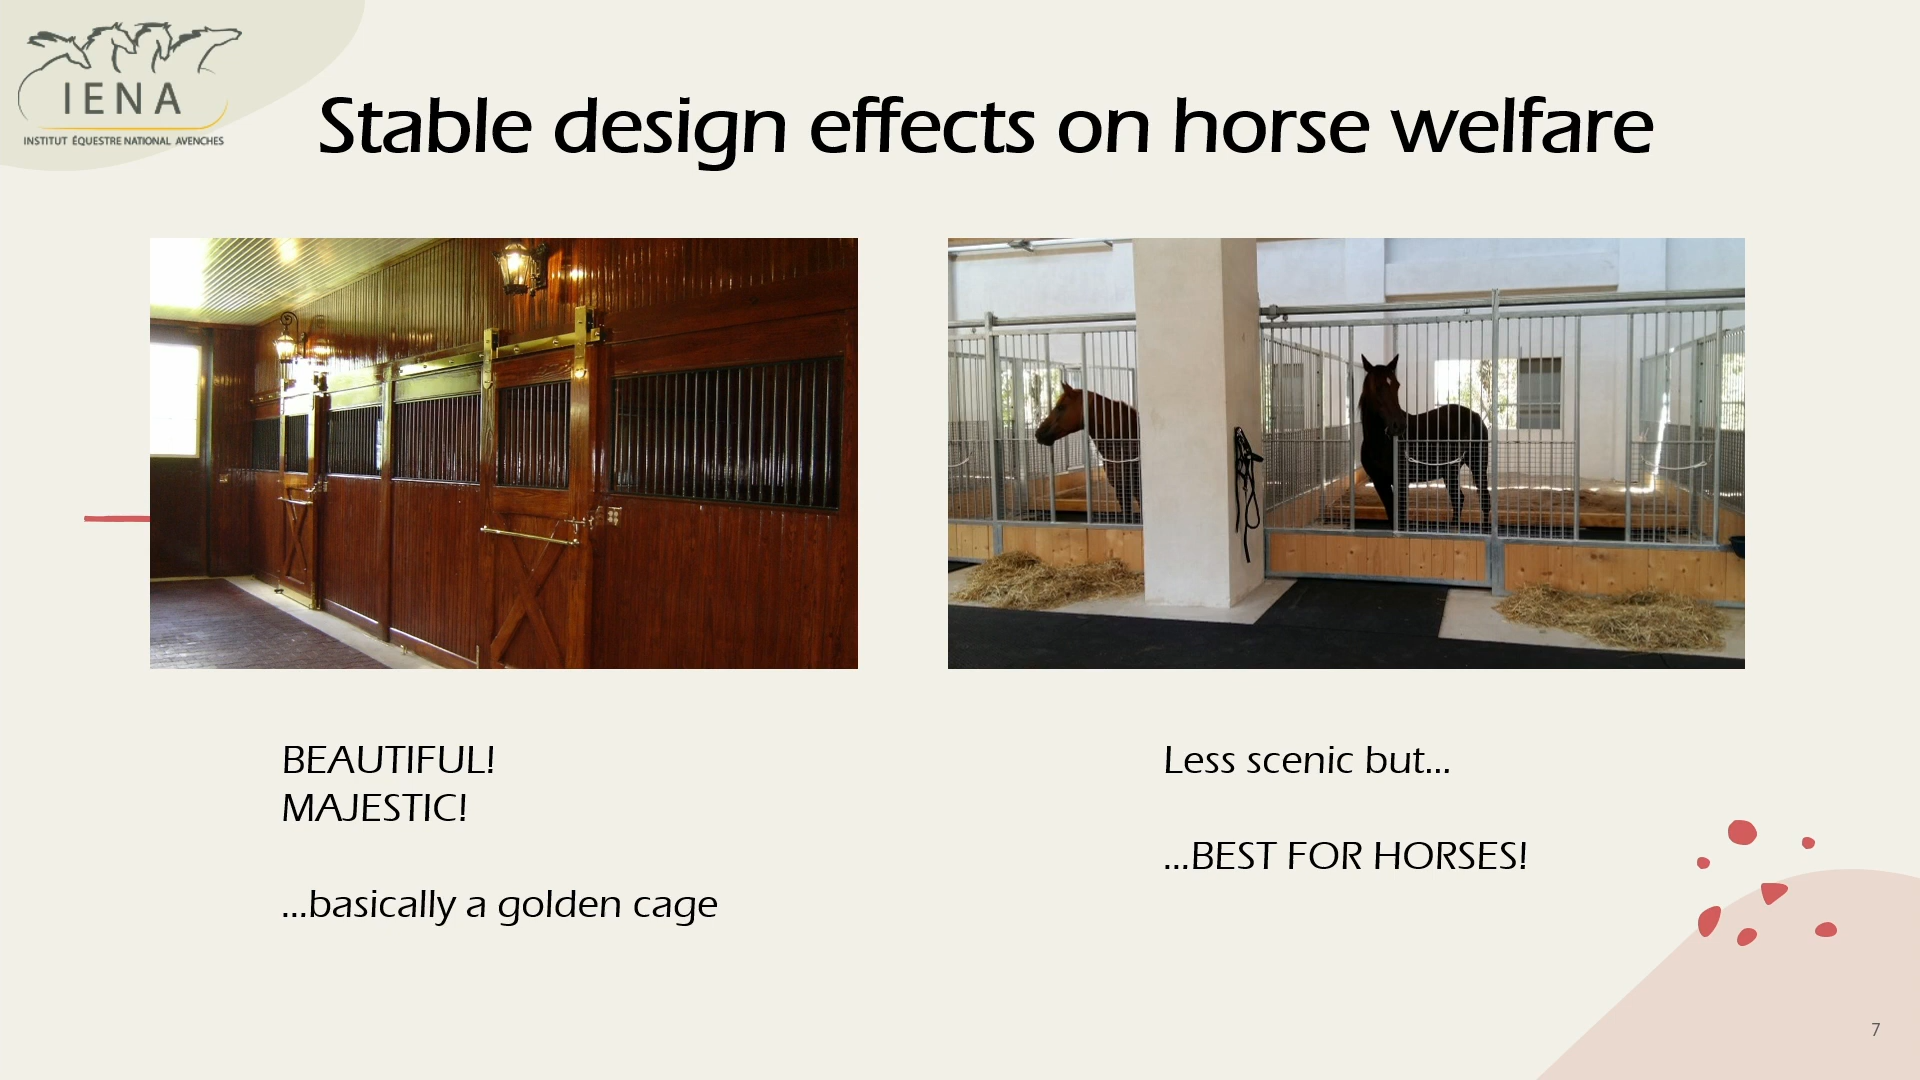 IENA
INSTITUT ÉQUESTRE NATIONAL AVENCHES
Stable design effects on horse welfare
BEAUTIFUL!
MAJESTIC!
...basically a golden cage
Less scenic but...
...BEST FOR HORSES!
7